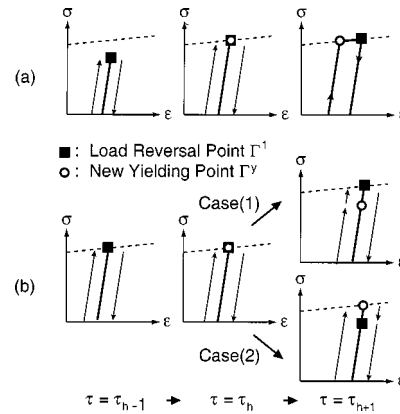 σ σ σ
(a)
ε ε ε
■ : Load Reversal Point Γ¹
○ : New Yielding Point Γʸ
σ
Case(1)
σ σ
ε
(b)
σ
ε ε
Case(2)
ε
τ = τh-1 → τ = τh → τ = τh+1